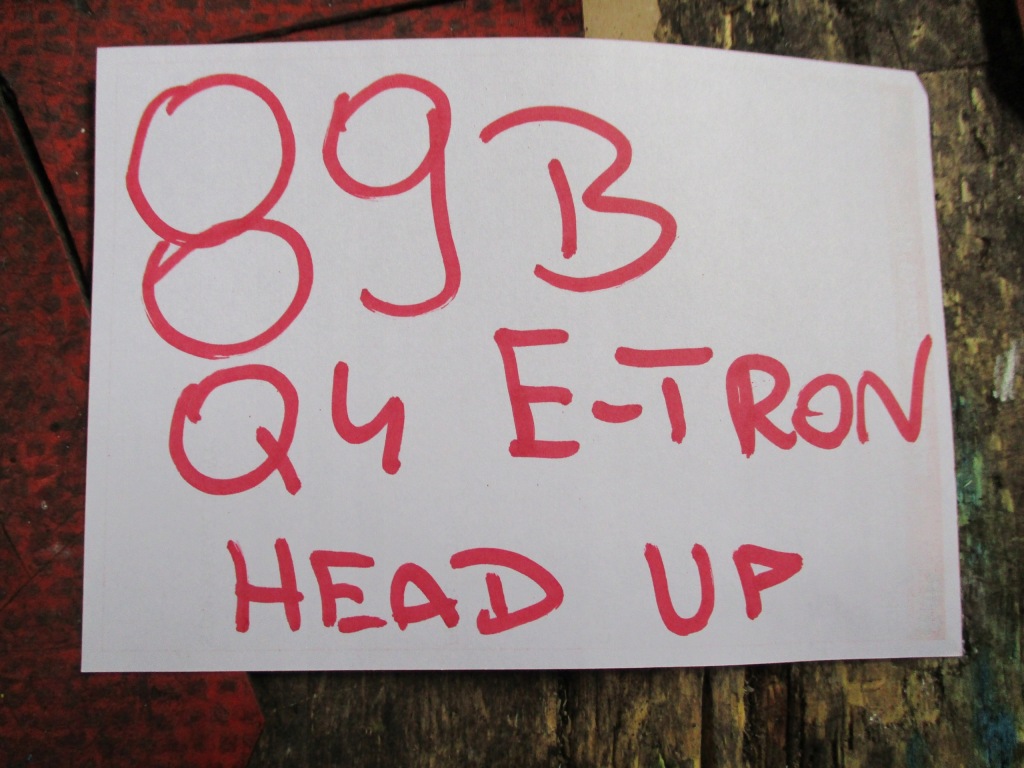 89B
Q4 E-TRON
HEAD UP